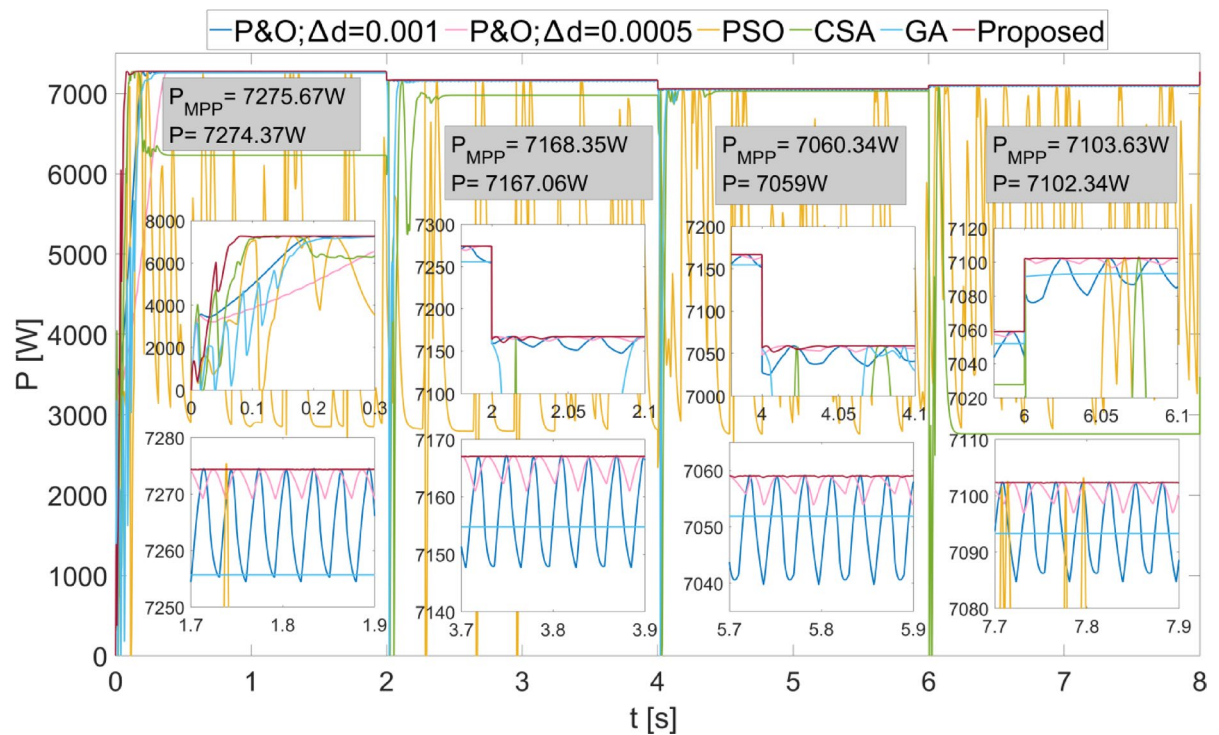 P&O;Δd=0.001 P&O;Δd=0.0005 PSO CSA GA Proposed
P [W]
7000
6000
5000
4000
3000
2000
1000
0
P_MPP= 7275.67W
P= 7274.37W
P_MPP= 7168.35W
P= 7167.06W
P_MPP= 7060.34W
P= 7059W
P_MPP= 7103.63W
P= 7102.34W
8000
6000
4000
2000
0
0 0.1 0.2 0.3
7300
7250
7200
7150
7100
2 2.05 2.1
7200
7150
7100
7050
7000
4 4.05 4.1
7120
7100
7080
7060
7040
7020
6 6.05 6.1
7280
7270
7260
7250
1.7 1.8 1.9
7170
7160
7150
7140
3.7 3.8 3.9
7060
7050
7040
5.7 5.8 5.9
7110
7100
7090
7080
7.7 7.8 7.9
0 1 2 3 4 5 6 7 8
t [s]